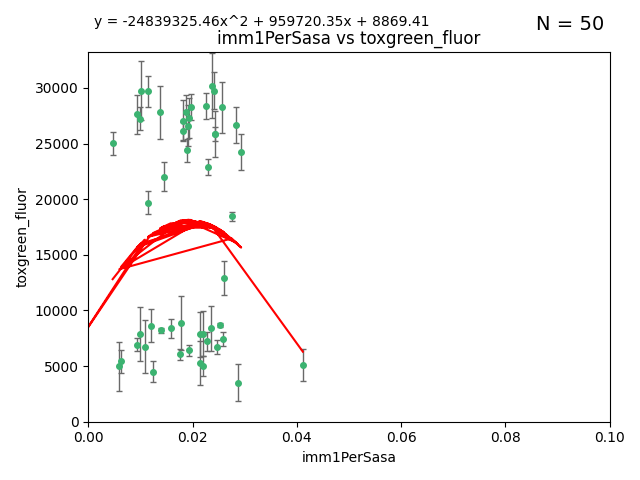 y = -24839325.46x^2 + 959720.35x + 8869.41
N = 50
imm1PerSasa vs toxgreen_fluor
toxgreen_fluor
30000
25000
20000
15000
10000
5000
0
0.00 0.02 0.04 0.06 0.08 0.10
imm1PerSasa